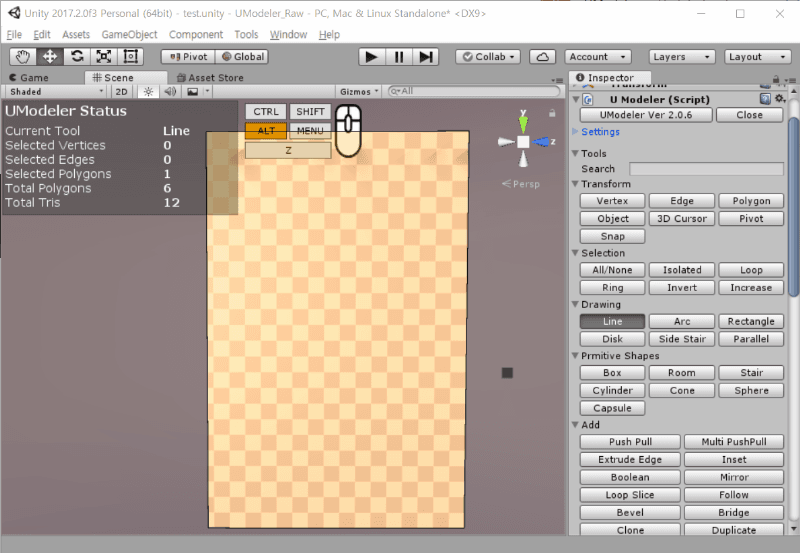 Unity 2017.2.0f3 Personal (64bit) - test.unity - UModeler_Raw - PC, Mac & Linux Standalone* <DX9>
File Edit Assets GameObject Component Tools Window Help
Pivot Global Collab Account Layers Layout
Game Scene Asset Store Inspector
Shaded 2D Gizmos All
Transform
U Modeler (Script)
UModeler Ver 2.0.6 Close
Settings
UModeler Status
Current Tool Line
Selected Vertices 0
Selected Edges 0
Selected Polygons 1
Total Polygons 6
Total Tris 12
CTRL SHIFT
ALT MENU
Z
y
z
Persp
Tools
Search
Transform
Vertex Edge Polygon
Object 3D Cursor Pivot
Snap
Selection
All/None Isolated Loop
Ring Invert Increase
Drawing
Line Arc Rectangle
Disk Side Stair Parallel
Prmitive Shapes
Box Room Stair
Cylinder Cone Sphere
Capsule
Add
Push Pull Multi PushPull
Extrude Edge Inset
Boolean Mirror
Loop Slice Follow
Bevel Bridge
Clone Duplicate